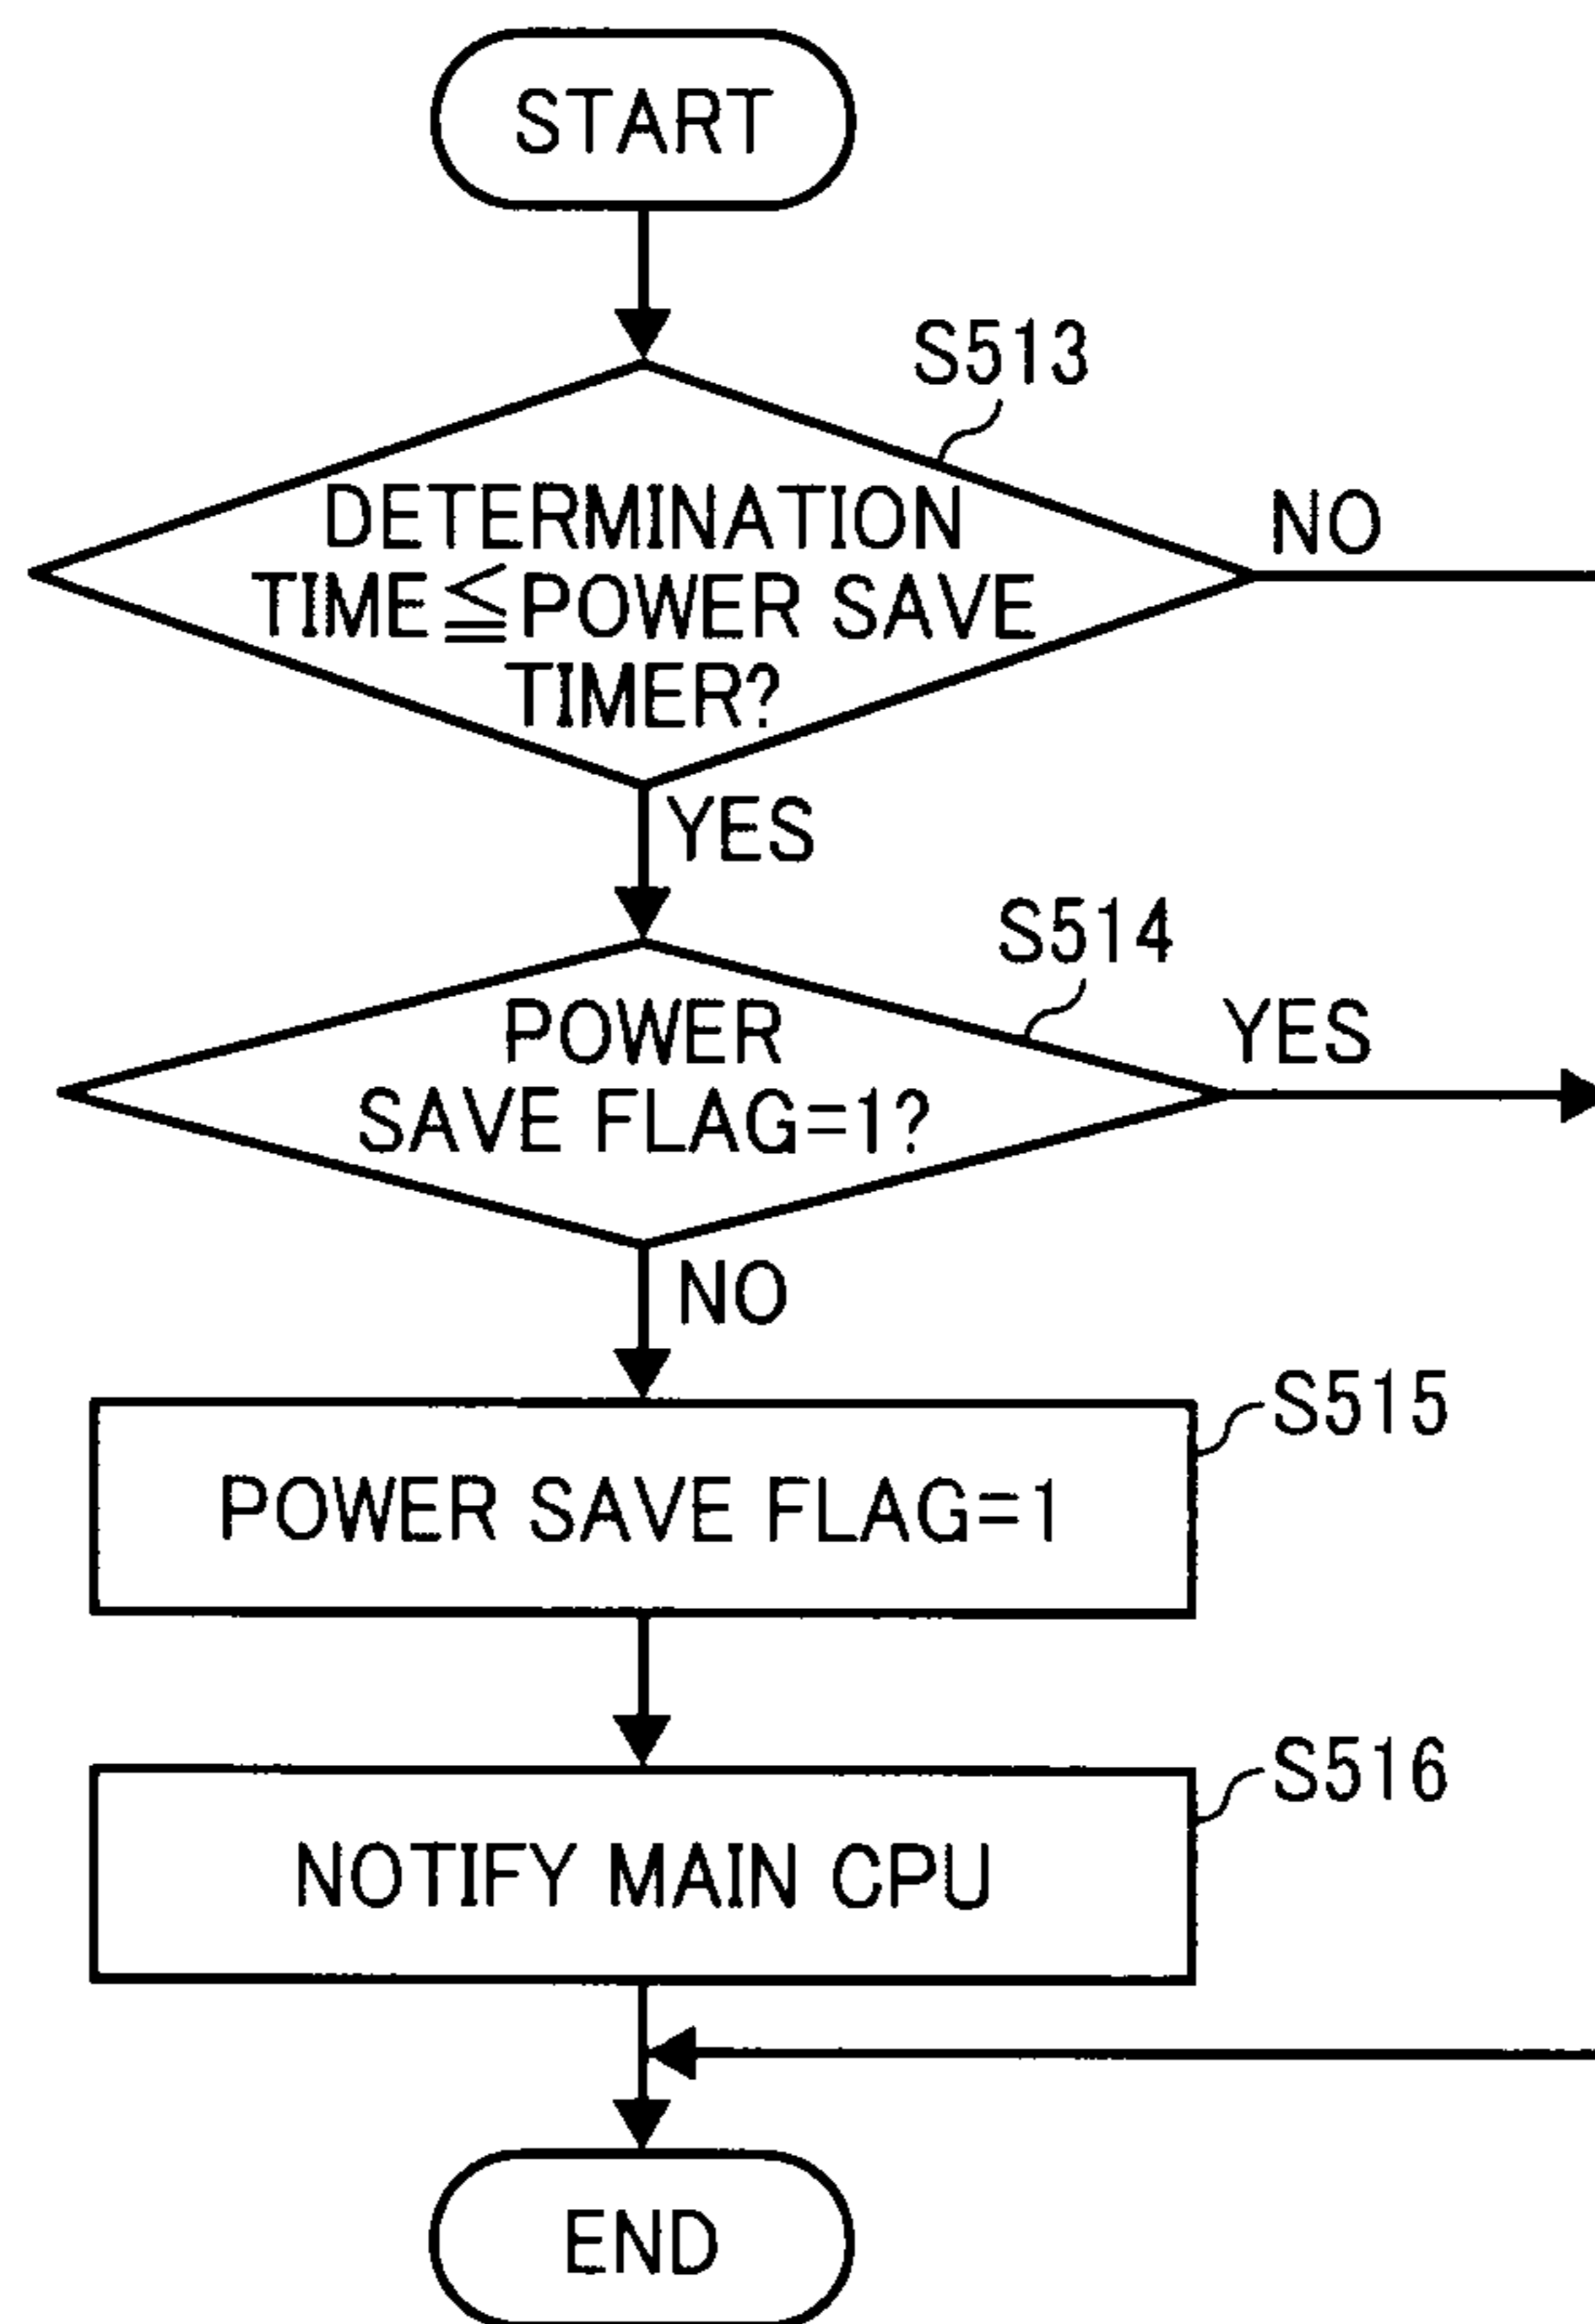 START
S513
DETERMINATION
TIME≦POWER SAVE
TIMER?
NO
YES
S514
POWER
SAVE FLAG=1?
YES
NO
S515
POWER SAVE FLAG=1
S516
NOTIFY MAIN CPU
END